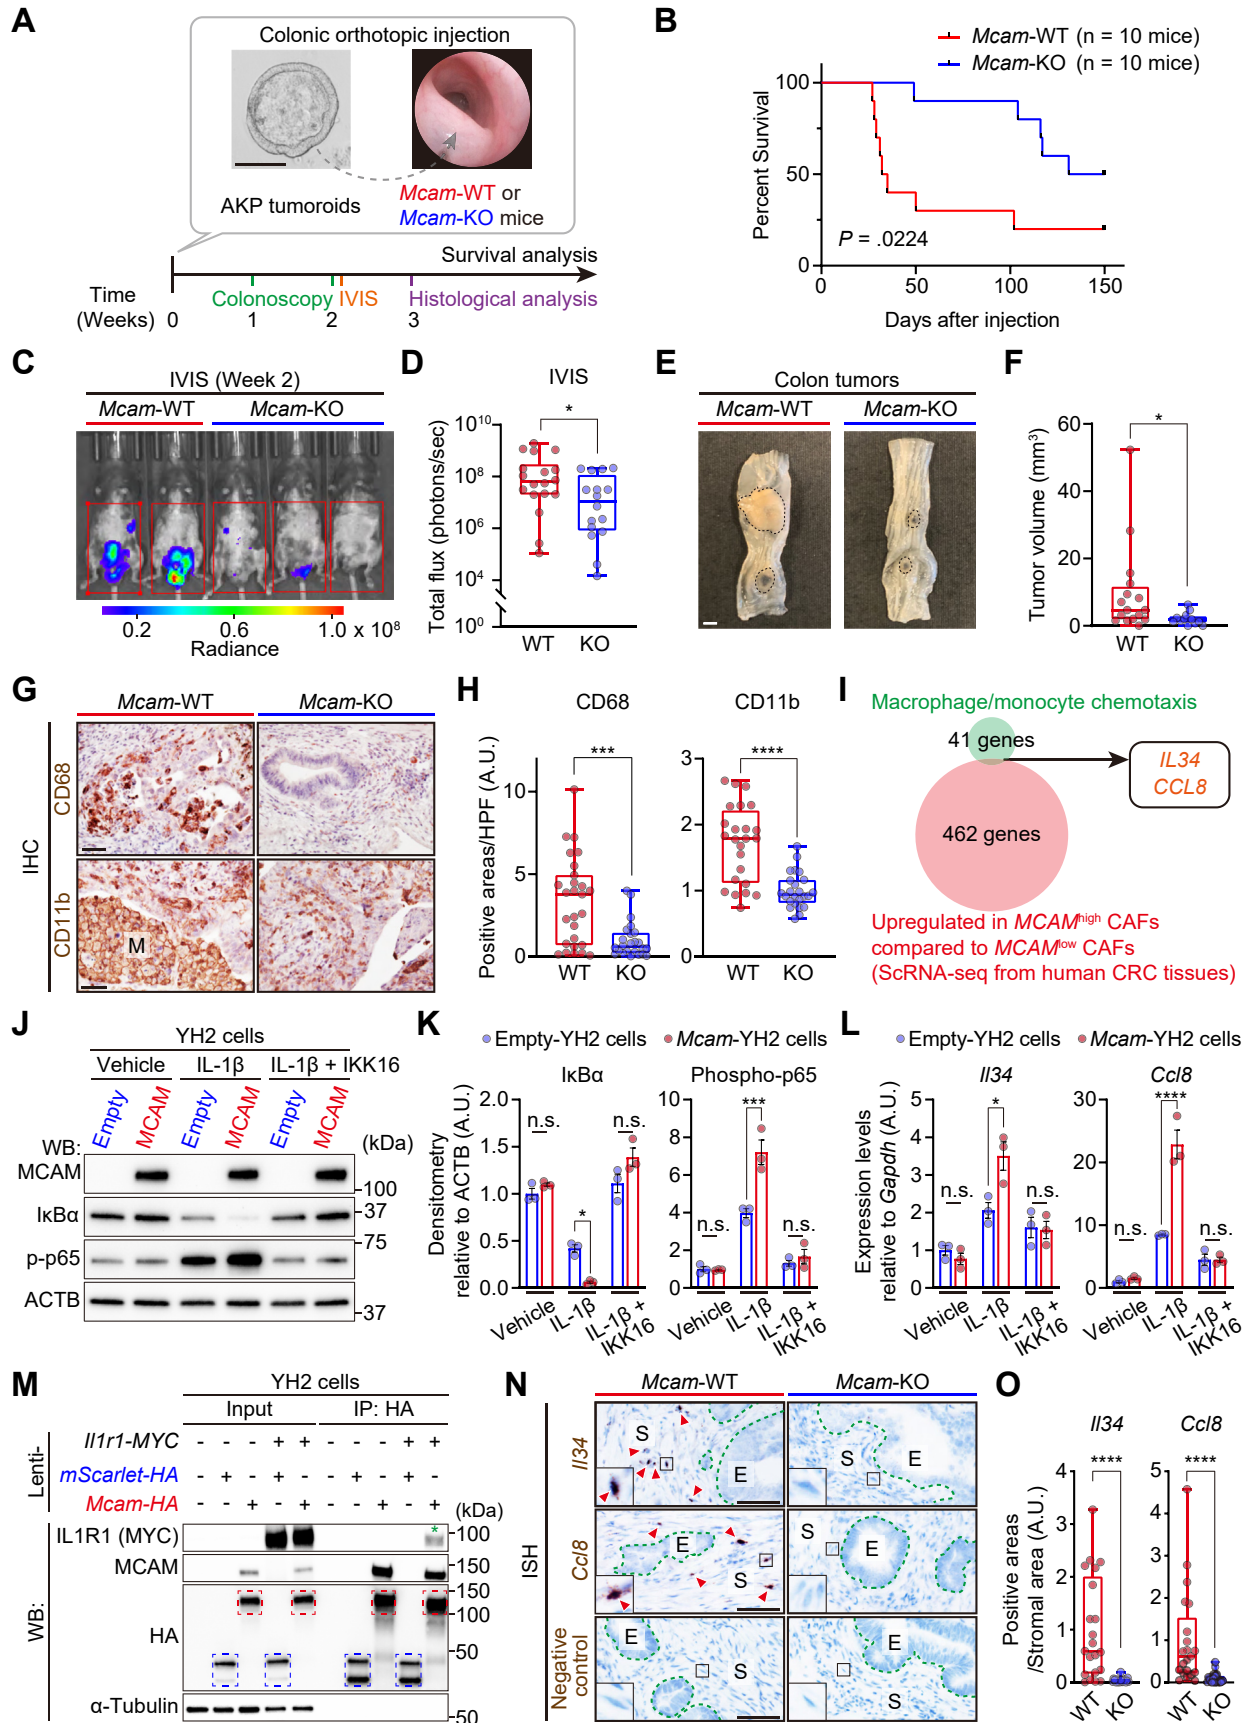 A
Colonic orthotopic injection
AKP tumoroids
Mcam-WT or
Mcam-KO mice
Survival analysis
Time
(Weeks)
Colonoscopy
IVIS
Histological analysis
0 1 2 3
B
Mcam-WT (n = 10 mice)
Mcam-KO (n = 10 mice)
Percent Survival
100
50
0
P = .0224
0 50 100 150
Days after injection
C
IVIS (Week 2)
Mcam-WT Mcam-KO
0.2 0.6 1.0 x 10⁸
Radiance
D
IVIS
*
Total flux (photons/sec)
10¹⁰
10⁸
10⁶
10⁴
10⁰
WT KO
E
Colon tumors
Mcam-WT Mcam-KO
F
*
Tumor volume (mm³)
60
40
20
0
WT KO
G
Mcam-WT Mcam-KO
IHC
CD68
CD11b
M
H
CD68 CD11b
*** ****
Positive areas/HPF (A.U.)
10
5
0
WT KO
3
2
1
0
WT KO
I
Macrophage/monocyte chemotaxis
41 genes
IL34
CCL8
462 genes
Upregulated in MCAMhigh CAFs
compared to MCAMlow CAFs
(ScRNA-seq from human CRC tissues)
J
YH2 cells
Vehicle IL-1β IL-1β + IKK16
Empty MCAM Empty MCAM Empty MCAM
WB:
(kDa)
MCAM
100
IκBα
37
75
p-p65
ACTB
37
K
Empty-YH2 cells Mcam-YH2 cells
IκBα Phospho-p65
Densitometry
relative to ACTB (A.U.)
2.0
1.5
1.0
0.5
0.0
n.s. * n.s.
Vehicle IL-1β IL-1β + IKK16
10
8
6
4
2
0
n.s. *** n.s.
Vehicle IL-1β IL-1β + IKK16
L
Empty-YH2 cells Mcam-YH2 cells
Il34 Ccl8
Expression levels
relative to Gapdh (A.U.)
5
4
3
2
1
0
n.s. * n.s.
Vehicle IL-1β IL-1β + IKK16
30
20
10
0
n.s. **** n.s.
Vehicle IL-1β IL-1β + IKK16
M
YH2 cells
Input IP: HA
Lenti-
Il1r1-MYC - - - + + - - - + +
mScarlet-HA - + - + - - + - + -
Mcam-HA - - + - + - - + - +
(kDa)
WB:
IL1R1 (MYC)
*
100
MCAM
150
150
100
HA
50
α-Tubulin
50
N
Mcam-WT Mcam-KO
ISH
Il34
S E
S E
Ccl8
E S
S E
Negative
control
E S
E S
O
Il34 Ccl8
**** ****
Positive areas
/Stromal area (A.U.)
4
3
2
1
0
WT KO
5
4
3
2
1
0
WT KO